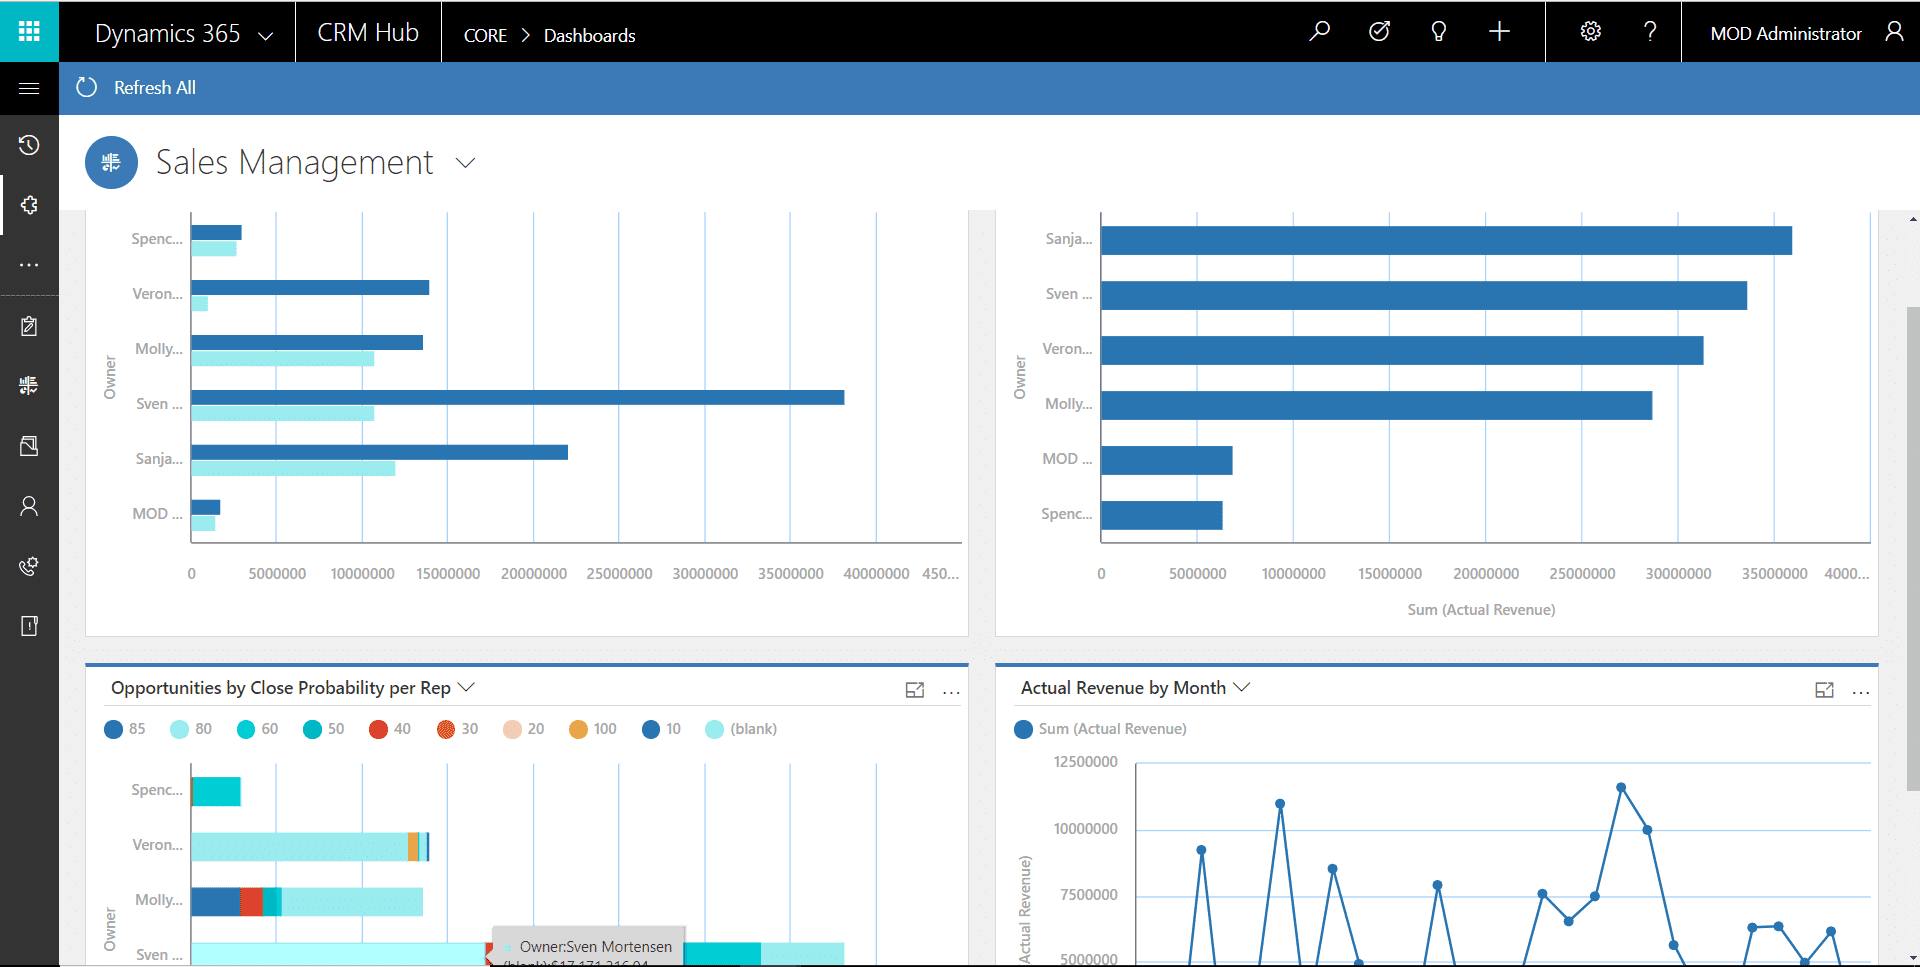 Dynamics 365 CRM Hub CORE > Dashboards MOD Administrator
Refresh All
Sales Management
Spenc...
Veron...
Molly...
Sven ...
Sanja...
MOD ...
Owner
0 5000000 10000000 15000000 20000000 25000000 30000000 35000000 40000000 450...
Sanja...
Sven ...
Veron...
Molly...
MOD ...
Spenc...
Owner
0 5000000 10000000 15000000 20000000 25000000 30000000 35000000 4000...
Sum (Actual Revenue)
Opportunities by Close Probability per Rep ...
85 80 60 50 40 30 20 100 10 (blank)
Spenc...
Veron...
Molly...
Sven ...
Owner
Owner:Sven Mortensen
Actual Revenue by Month ...
Sum (Actual Revenue)
12500000
10000000
7500000
5000000
Actual Revenue)